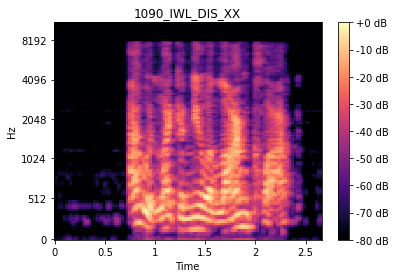 1090_IWL_DIS_XX
+0 dB
8192
-10 dB
4096
-20 dB
-30 dB
2048
Hz
-40 dB
1024
-50 dB
512
-60 dB
-70 dB
0
-80 dB
0
0.5
1
1.5
2
2.5
Time